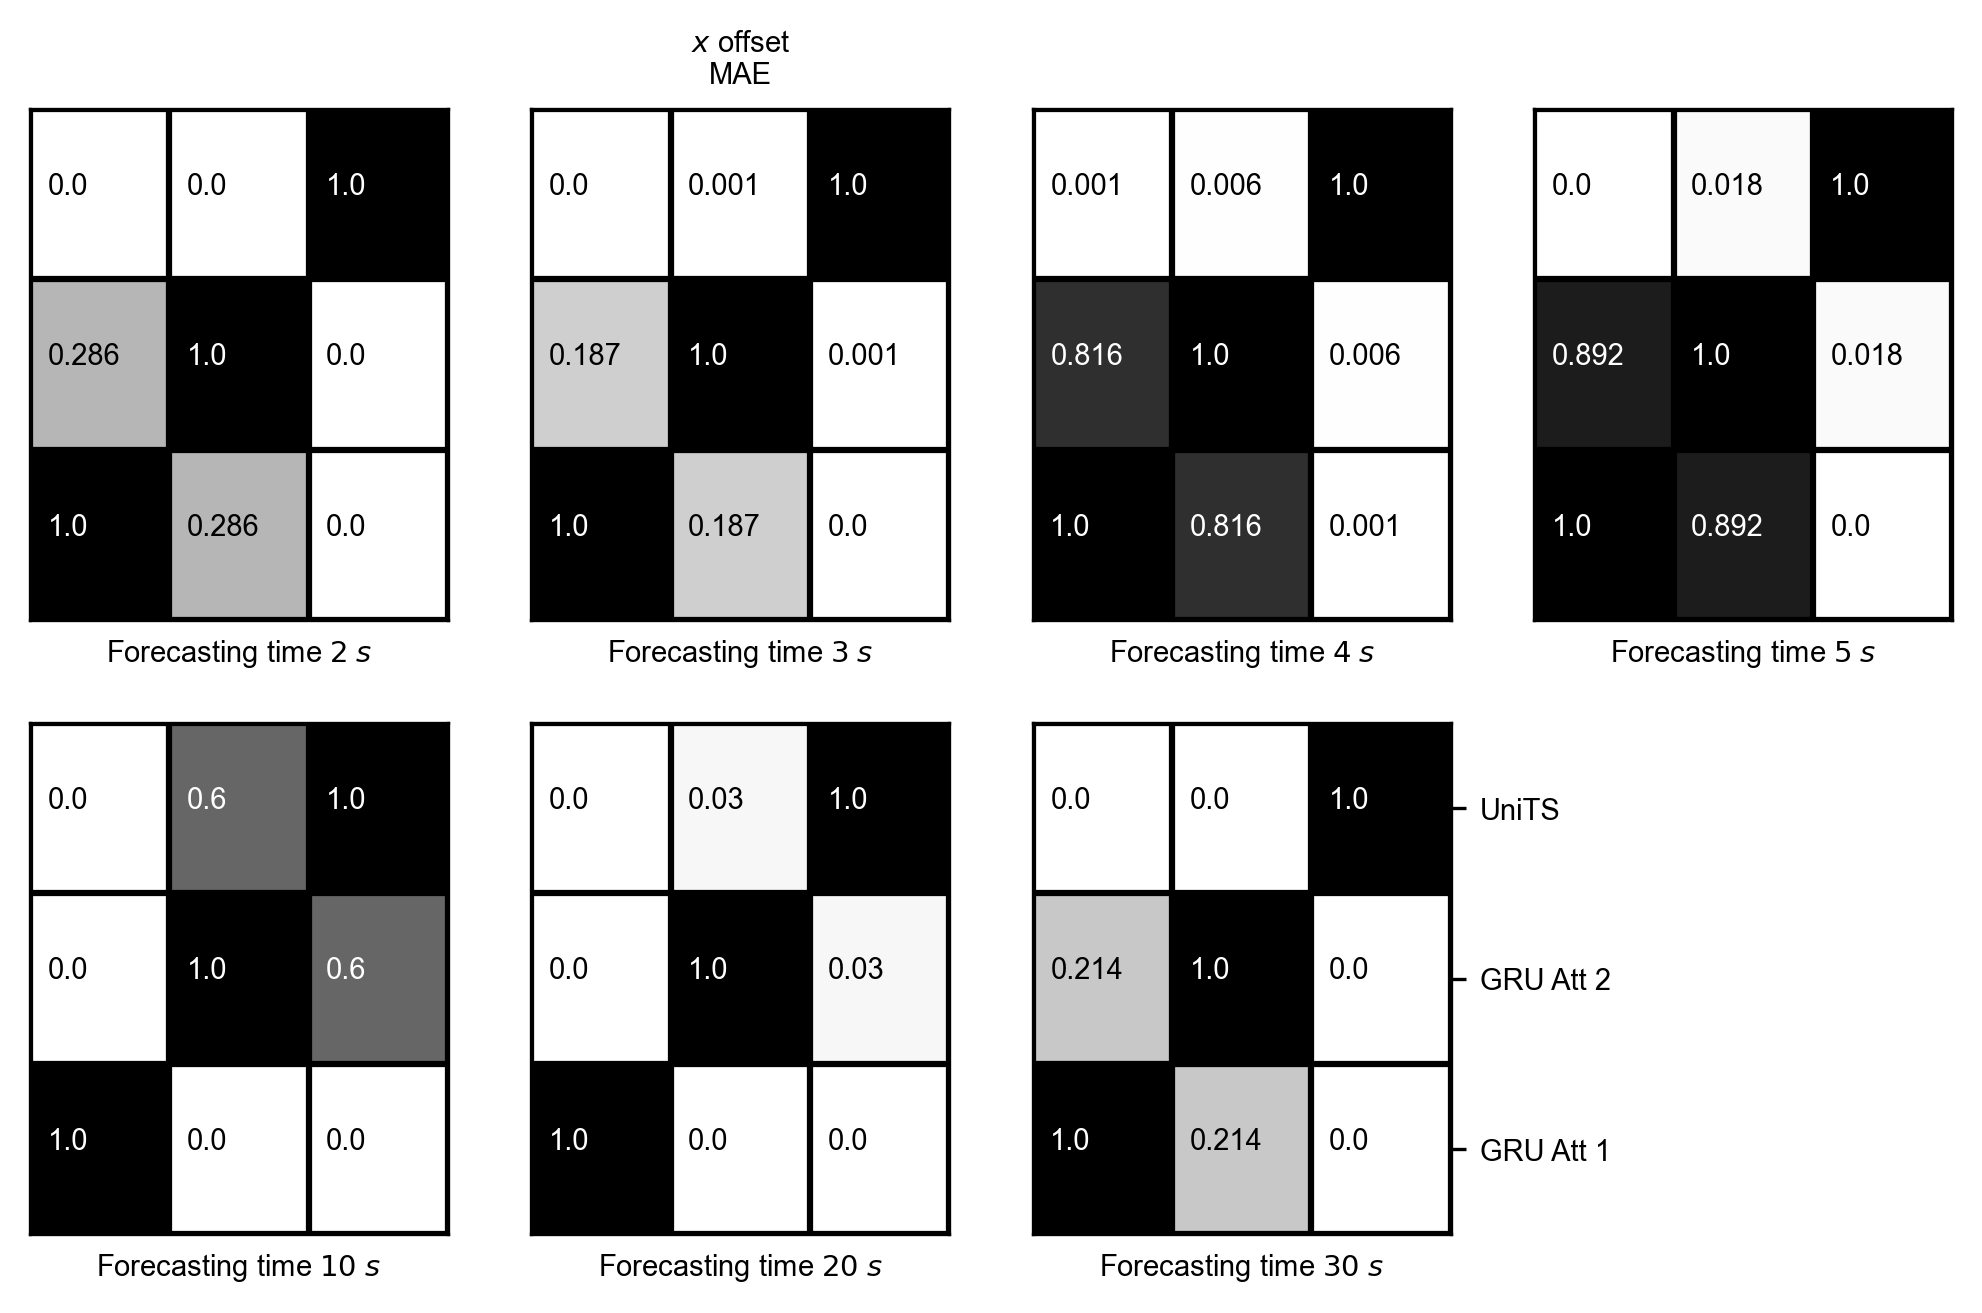 x offset
MAE
0.0 0.0 1.0
0.286 1.0 0.0
1.0 0.286 0.0
Forecasting time 2 s
0.0 0.001 1.0
0.187 1.0 0.001
1.0 0.187 0.0
Forecasting time 3 s
0.001 0.006 1.0
0.816 1.0 0.006
1.0 0.816 0.001
Forecasting time 4 s
0.0 0.018 1.0
0.892 1.0 0.018
1.0 0.892 0.0
Forecasting time 5 s
0.0 0.6 1.0
0.0 1.0 0.6
1.0 0.0 0.0
Forecasting time 10 s
0.0 0.03 1.0
0.0 1.0 0.03
1.0 0.0 0.0
Forecasting time 20 s
0.0 0.0 1.0 UniTS
0.214 1.0 0.0 GRU Att 2
1.0 0.214 0.0 GRU Att 1
Forecasting time 30 s